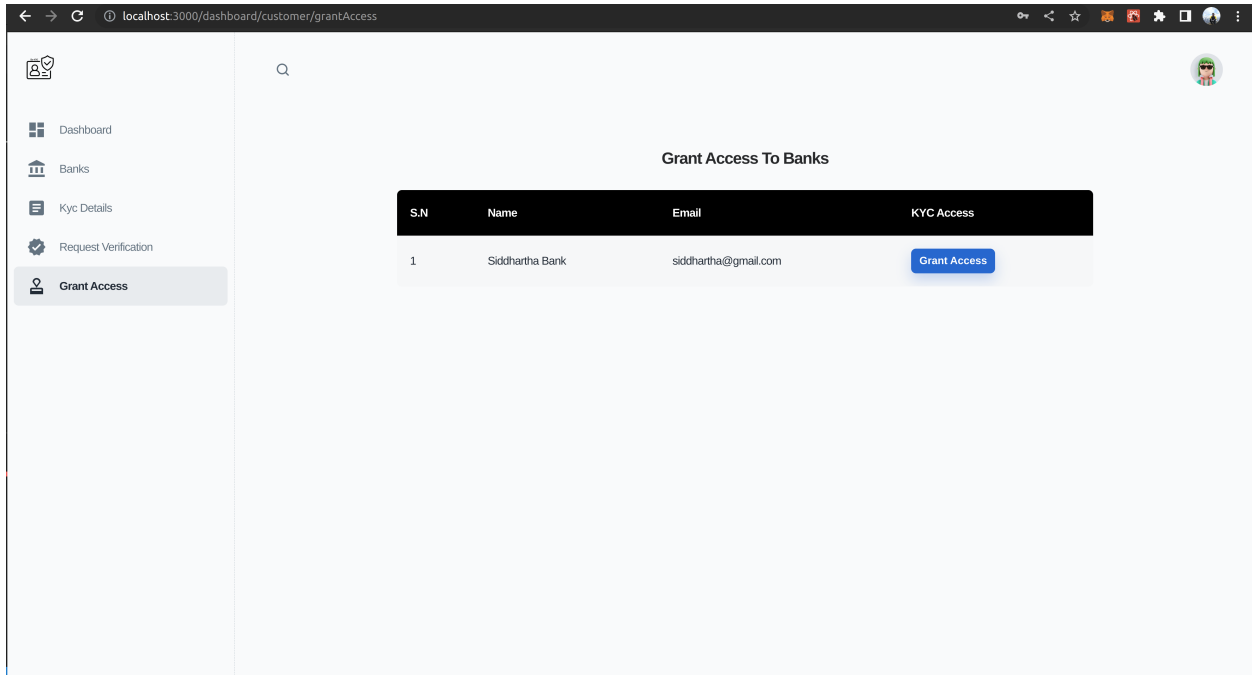 localhost:3000/dashboard/customer/grantAccess
Dashboard
Banks
Kyc Details
Request Verification
Grant Access
Grant Access To Banks
S.N Name Email KYC Access
1 Siddhartha Bank siddhartha@gmail.com Grant Access